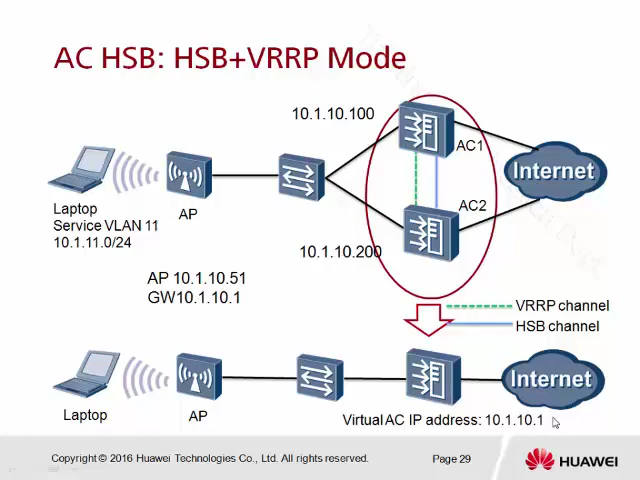 AC HSB: HSB+VRRP Mode
10.1.10.100
AC1
Internet
Laptop
Service VLAN 11
10.1.11.0/24
AP
AC2
10.1.10.200
AP 10.1.10.51
GW10.1.10.1
VRRP channel
HSB channel
Internet
Laptop
AP
Virtual AC IP address: 10.1.10.1
Copyright © 2016 Huawei Technologies Co., Ltd. All rights reserved.
Page 29
HUAWEI